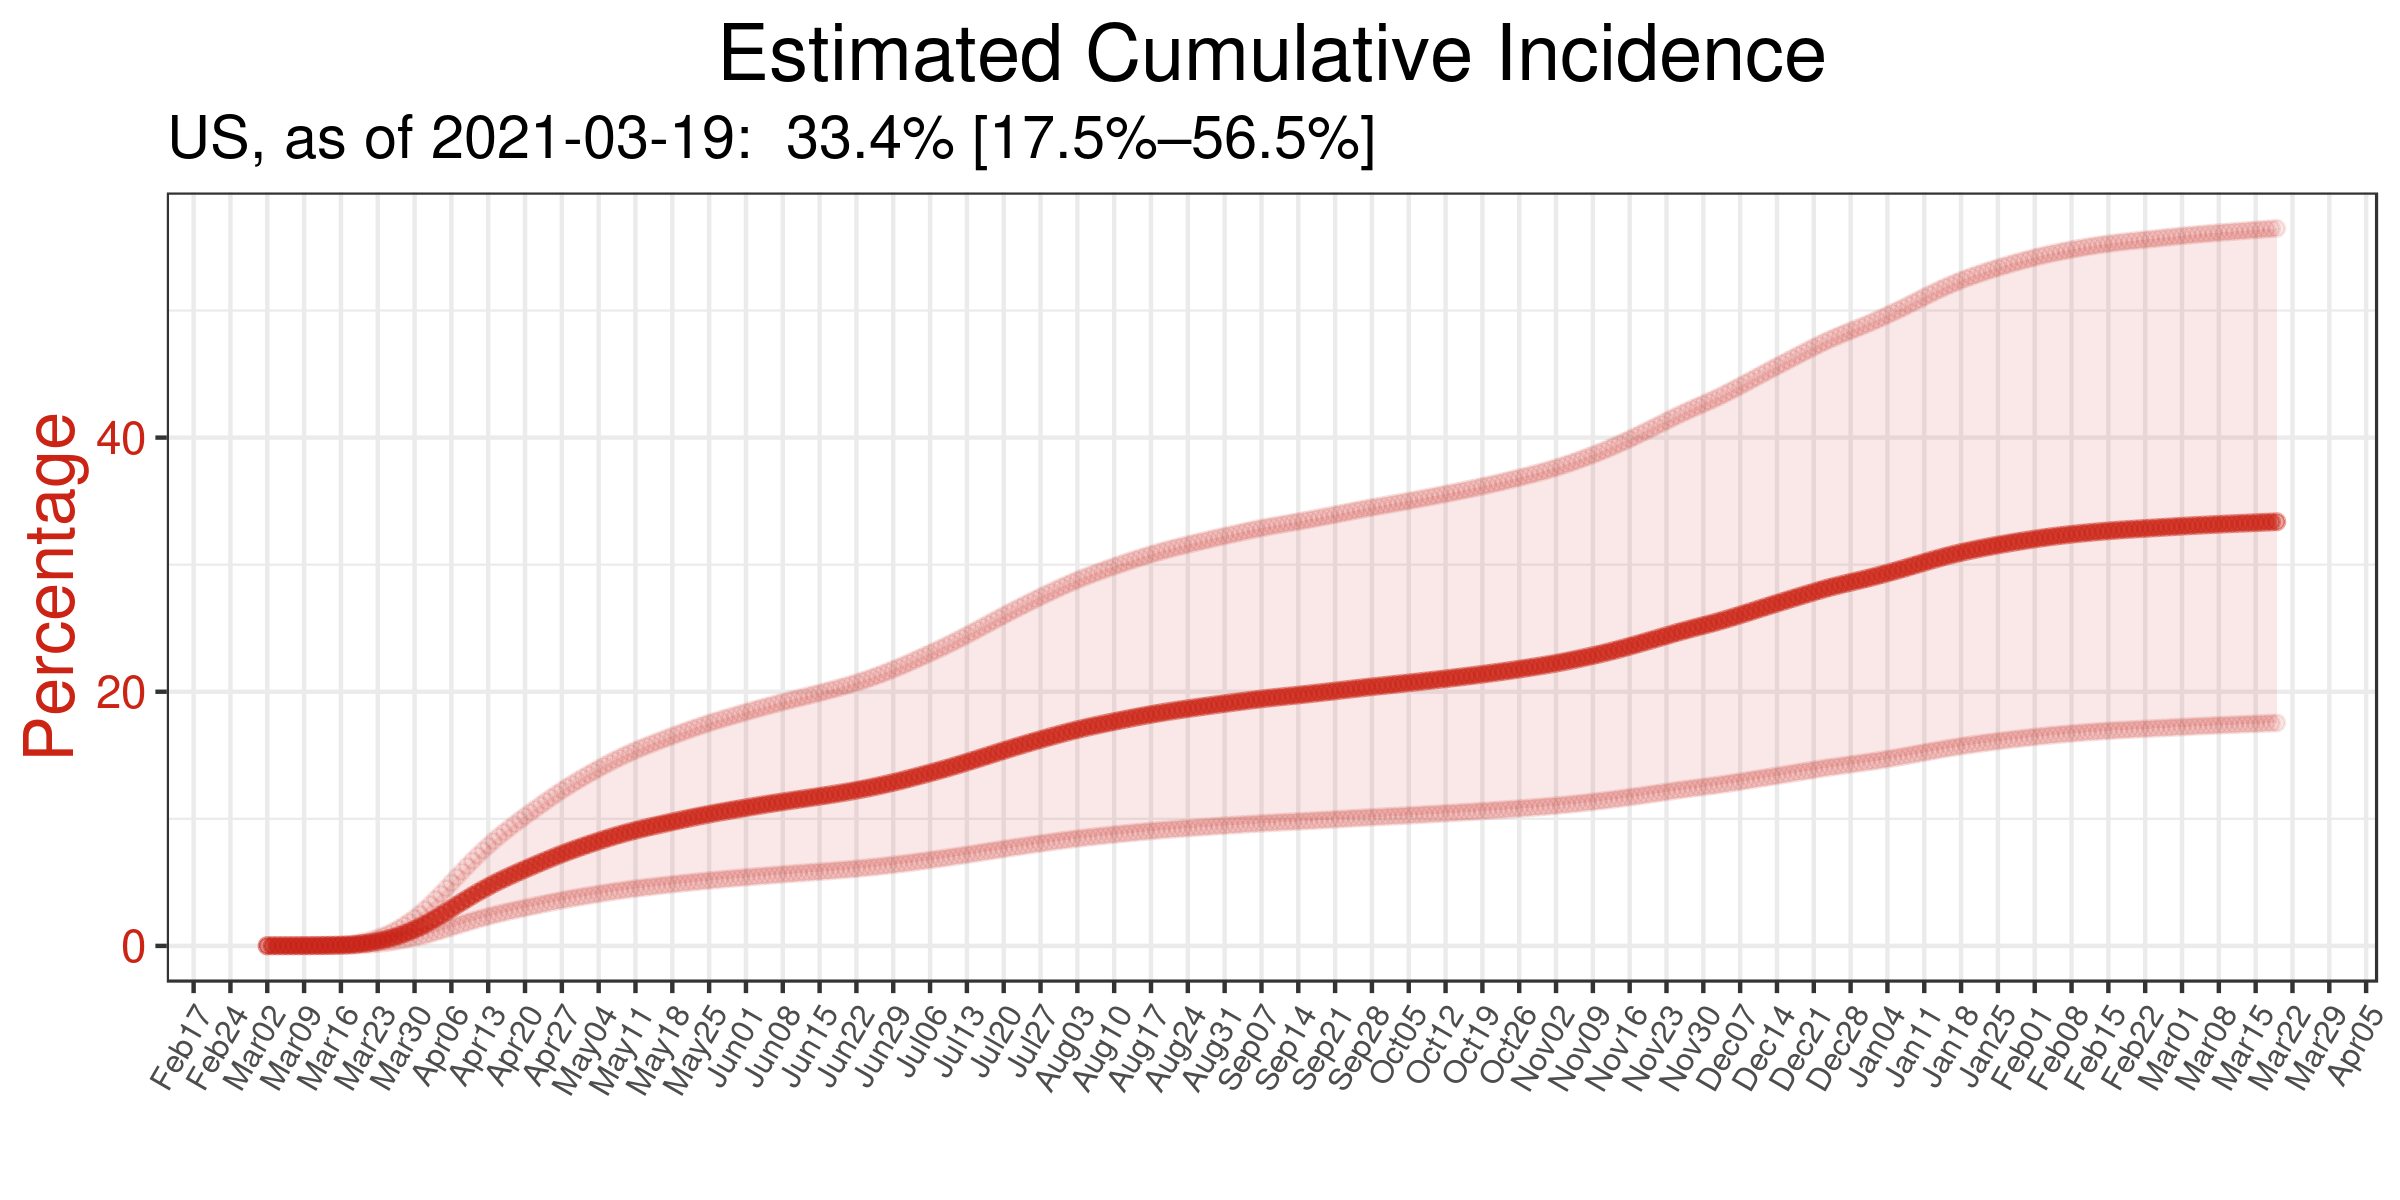 Estimated Cumulative Incidence
US, as of 2021-03-19: 33.4% [17.5%–56.5%]
Percentage
40
20
0
Feb17
Feb24
Mar02
Mar09
Mar16
Mar23
Mar30
Apr06
Apr13
Apr20
Apr27
May04
May11
May18
May25
Jun01
Jun08
Jun15
Jun22
Jun29
Jul06
Jul13
Jul20
Jul27
Aug03
Aug10
Aug17
Aug24
Aug31
Sep07
Sep14
Sep21
Sep28
Oct05
Oct12
Oct19
Oct26
Nov02
Nov09
Nov16
Nov23
Nov30
Dec07
Dec14
Dec21
Dec28
Jan04
Jan11
Jan18
Jan25
Feb01
Feb08
Feb15
Feb22
Mar01
Mar08
Mar15
Mar22
Mar29
Apr05